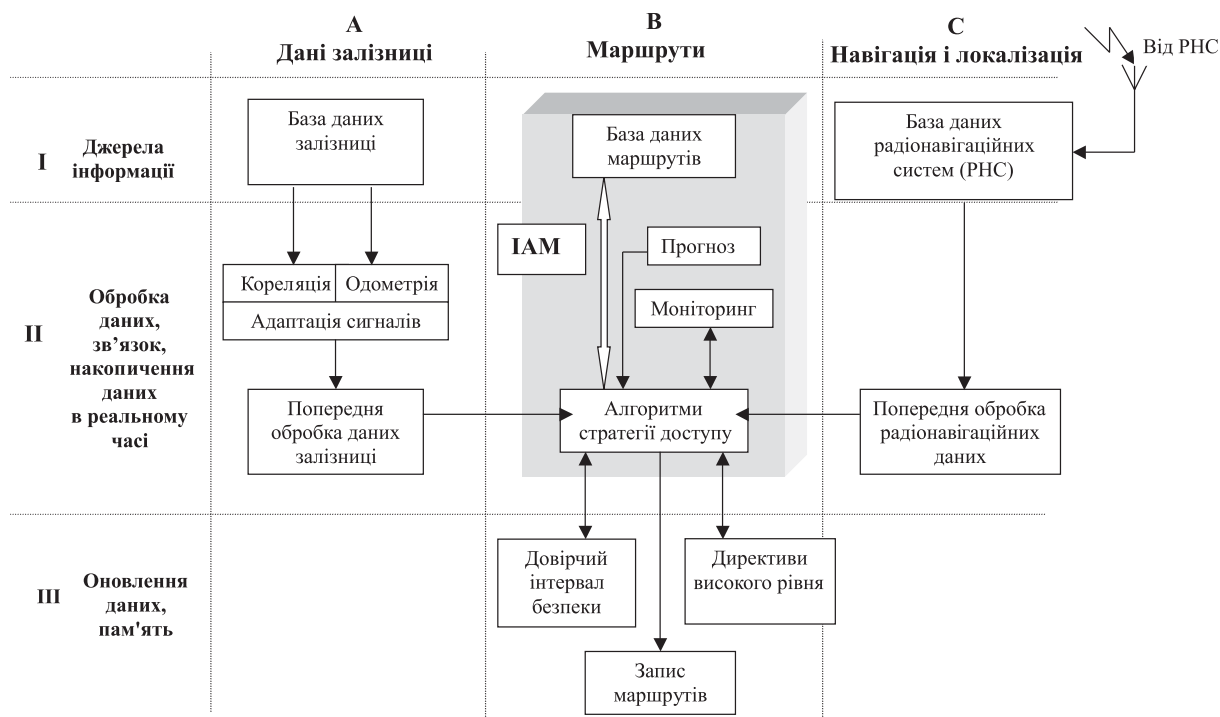 A
Дані залізниці
B
Маршрути
C
Навігація і локалізація
Від РНС
I
Джерела
інформації
База даних
залізниці
База даних
маршрутів
База даних
радіонавігаційних
систем (РНС)
II
Обробка
даних,
зв’язок,
накопичення
даних
в реальному
часі
Кореляція
Одометрія
Адаптація сигналів
Попередня
обробка даних
залізниці
ІАМ
Прогноз
Моніторинг
Алгоритми
стратегії доступу
Попередня обробка
радіонавігаційних
даних
III
Оновлення
даних,
пам'ять
Довірчий
інтервал
безпеки
Директиви
високого рівня
Запис
маршрутів